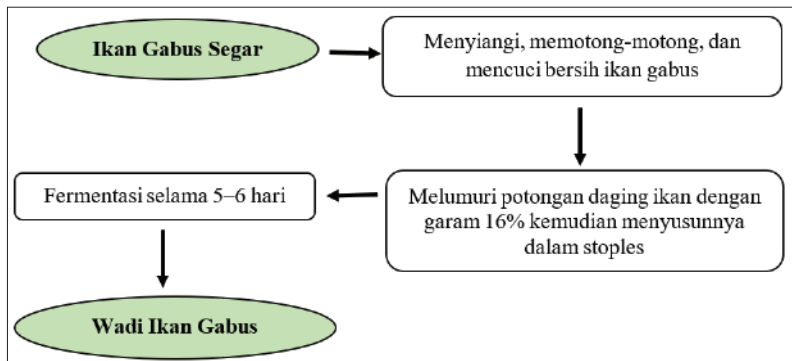 Ikan Gabus Segar
Menyiangi, memotong-motong, dan
mencuci bersih ikan gabus
Melumuri potongan daging ikan dengan
garam 16% kemudian menyusunnya
dalam stoples
Fermentasi selama 5–6 hari
Wadi Ikan Gabus